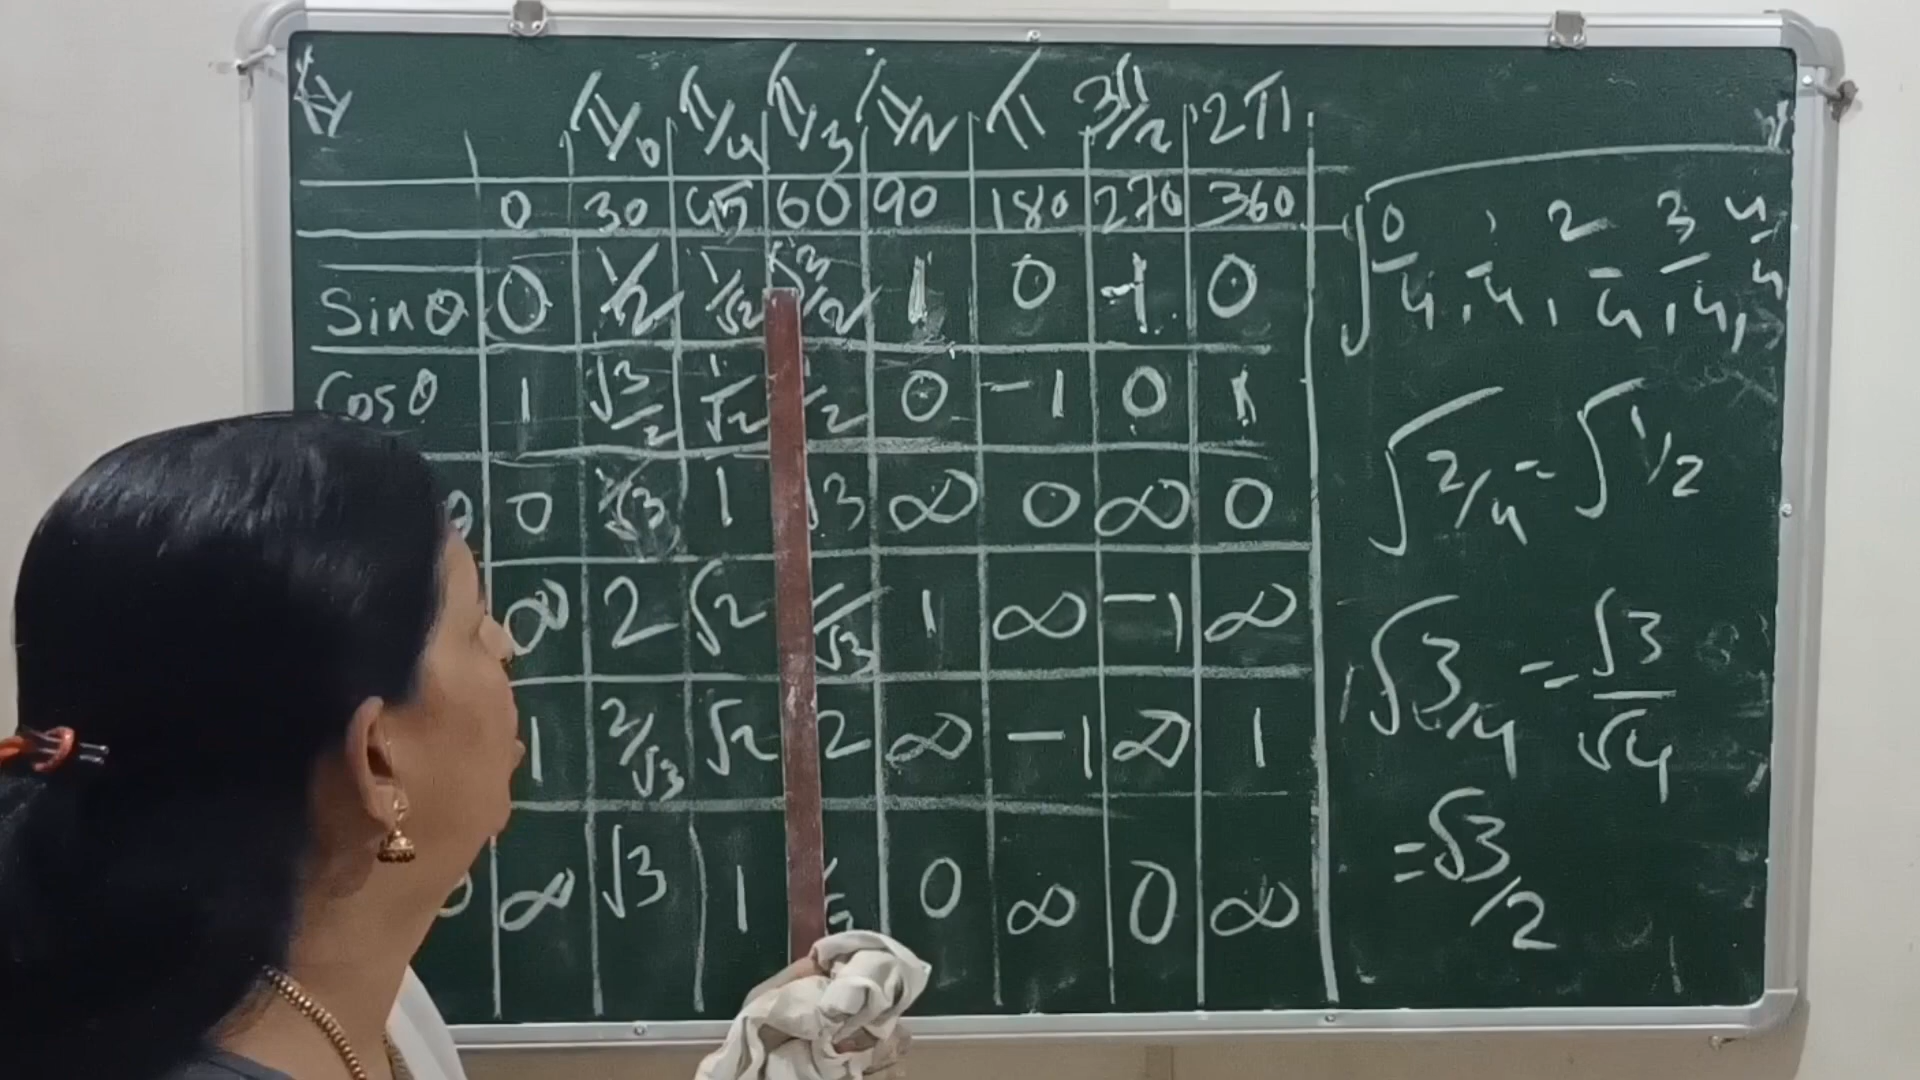 π/6 π/4 π/3 π/2 π 3π/2 2π
0 30 45 60 90 180 270 360
Sinθ 0 1/2 1/√2 √3/2 1 0 -1 0
Cosθ 1 √3/2 1/√2 1/2 0 -1 0 1
θ 0 1/√3 1 √3 ∞ 0 ∞ 0
∞ 2 √2 2/√3 1 ∞ -1 ∞
1 2/√3 √2 2 ∞ -1 ∞ 1
θ ∞ √3 1 0 ∞ 0 ∞
√ 0/4, 1/4, 2/4, 3/4, 4/4
√2/4 = √1/2
√3/4 = √3/√4
= √3/2